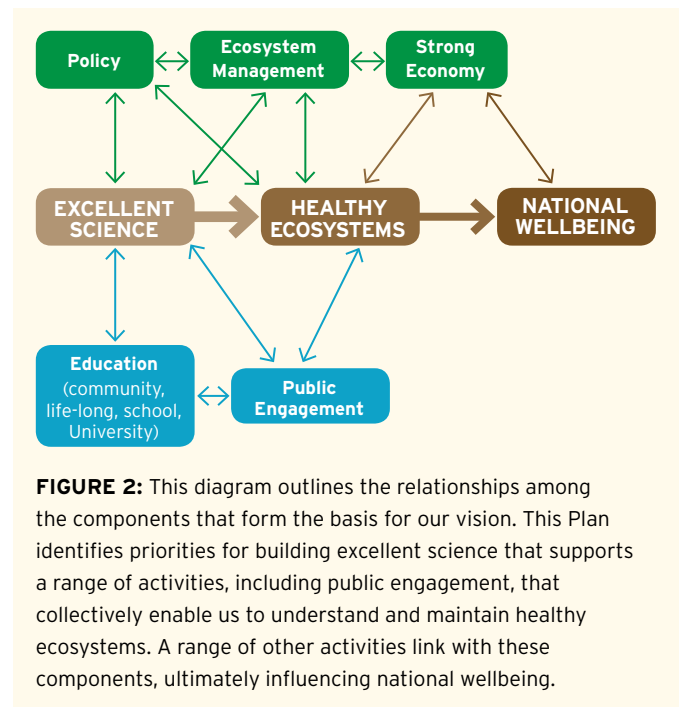 Policy
Ecosystem
Management
Strong
Economy
EXCELLENT
SCIENCE
HEALTHY
ECOSYSTEMS
NATIONAL
WELLBEING
Education
(community,
life-long, school,
University)
Public
Engagement
FIGURE 2: This diagram outlines the relationships among
the components that form the basis for our vision. This Plan
identifies priorities for building excellent science that supports
a range of activities, including public engagement, that
collectively enable us to understand and maintain healthy
ecosystems. A range of other activities link with these
components, ultimately influencing national wellbeing.